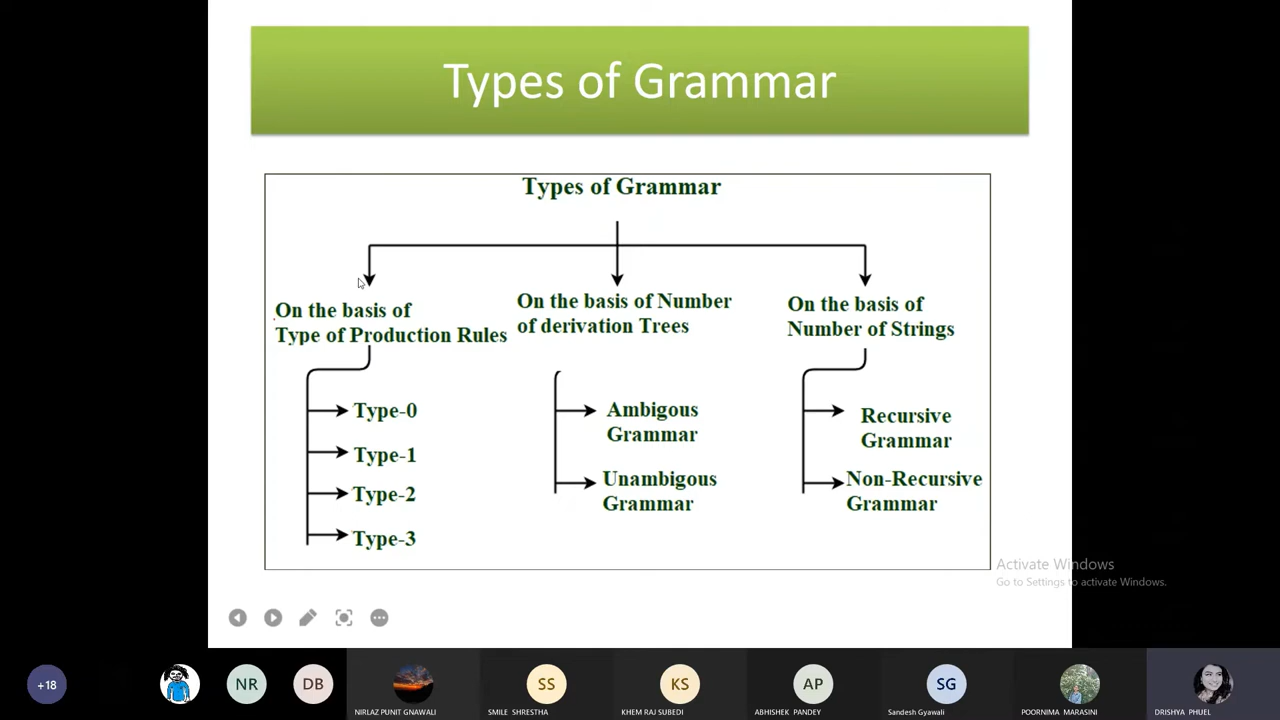 Types of Grammar
Types of Grammar
On the basis of
Type of Production Rules
Type-0
Type-1
Type-2
Type-3
On the basis of Number
of derivation Trees
Ambigous
Grammar
Unambigous
Grammar
On the basis of
Number of Strings
Recursive
Grammar
Non-Recursive
Grammar
Activate Windows
Go to Settings to activate Windows.
+18
NR
DB
NIRLAZ PUNIT GNAWALI
SS
SMILE SHRESTHA
KS
KHEM RAJ SUBEDI
AP
ABHISHEK PANDEY
SG
Sandesh Gyawali
POORNIMA MARASINI
DRISHYA PHUEL